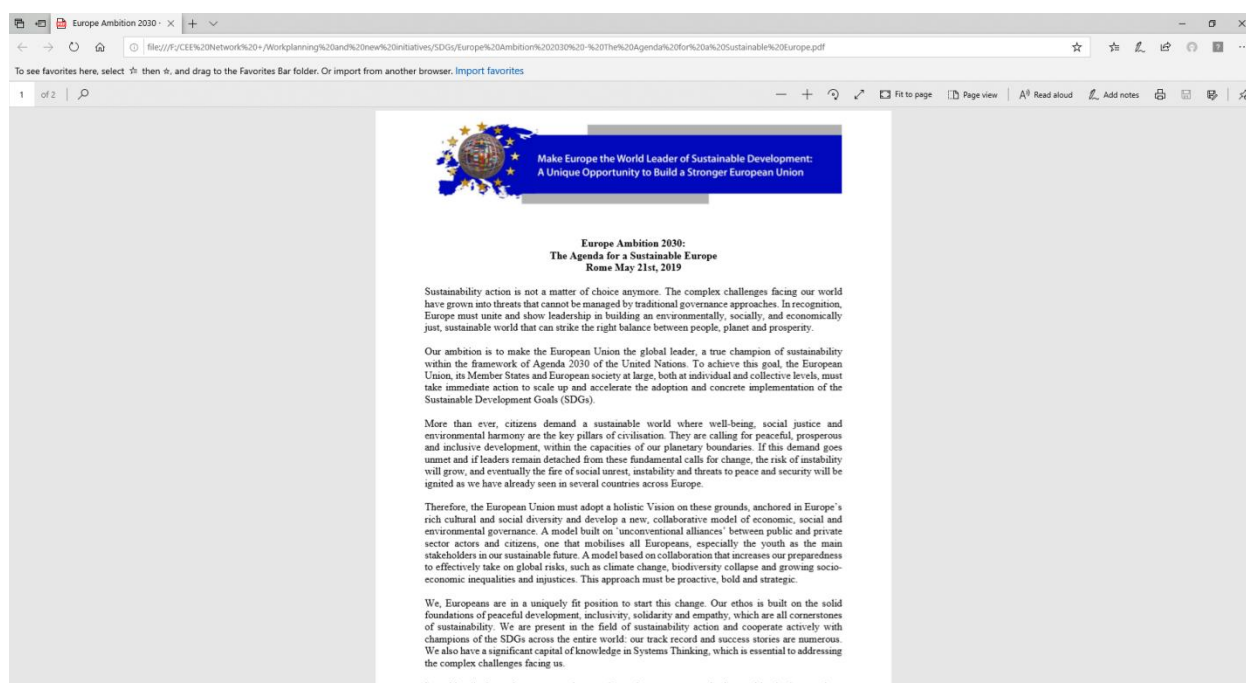 Europe Ambition 2030 -
file:///F:/CEE%20Network%20+/Workplanning%20and%20new%20initiatives/SDGs/Europe%20Ambition%202030%20-%20The%20Agenda%20for%20a%20Sustainable%20Europe.pdf
To see favorites here, select then, and drag to the Favorites Bar folder. Or import from another browser. Import favorites
1 of 2 Fit to page Page view Read aloud Add notes
Make Europe the World Leader of Sustainable Development:
A Unique Opportunity to Build a Stronger European Union
Europe Ambition 2030:
The Agenda for a Sustainable Europe
Rome May 21st, 2019
Sustainability action is not a matter of choice anymore. The complex challenges facing our world
have grown into threats that cannot be managed by traditional governance approaches. In recognition,
Europe must unite and show leadership in building an environmentally, socially, and economically
just, sustainable world that can strike the right balance between people, planet and prosperity.
Our ambition is to make the European Union the global leader, a true champion of sustainability
within the framework of Agenda 2030 of the United Nations. To achieve this goal, the European
Union, its Member States and European society at large, both at individual and collective levels, must
take immediate action to scale up and accelerate the adoption and concrete implementation of the
Sustainable Development Goals (SDGs).
More than ever, citizens demand a sustainable world where well-being, social justice and
environmental harmony are the key pillars of civilisation. They are calling for peaceful, prosperous
and inclusive development, within the capacities of our planetary boundaries. If this demand goes
unmet and if leaders remain detached from these fundamental calls for change, the risk of instability
will grow, and eventually the fire of social unrest, instability and threats to peace and security will be
ignited as we have already seen in several countries across Europe.
Therefore, the European Union must adopt a holistic Vision on these grounds, anchored in Europe's
rich cultural and social diversity and develop a new, collaborative model of economic, social and
environmental governance. A model built on 'unconventional alliances' between public and private
sector actors and citizens, one that mobilises all Europeans, especially the youth as the main
stakeholders in our sustainable future. A model based on collaboration that increases our preparedness
to effectively take on global risks, such as climate change, biodiversity collapse and growing socio-
economic inequalities and injustices. This approach must be proactive, bold and strategic.
We, Europeans are in a uniquely fit position to start this change. Our ethos is built on the solid
foundations of peaceful development, inclusivity, solidarity and empathy, which are all cornerstones
of sustainability. We are present in the field of sustainability action and cooperate actively with
champions of the SDGs across the entire world: our track record and success stories are numerous.
We also have a significant capital of knowledge in Systems Thinking, which is essential to addressing
the complex challenges facing us.